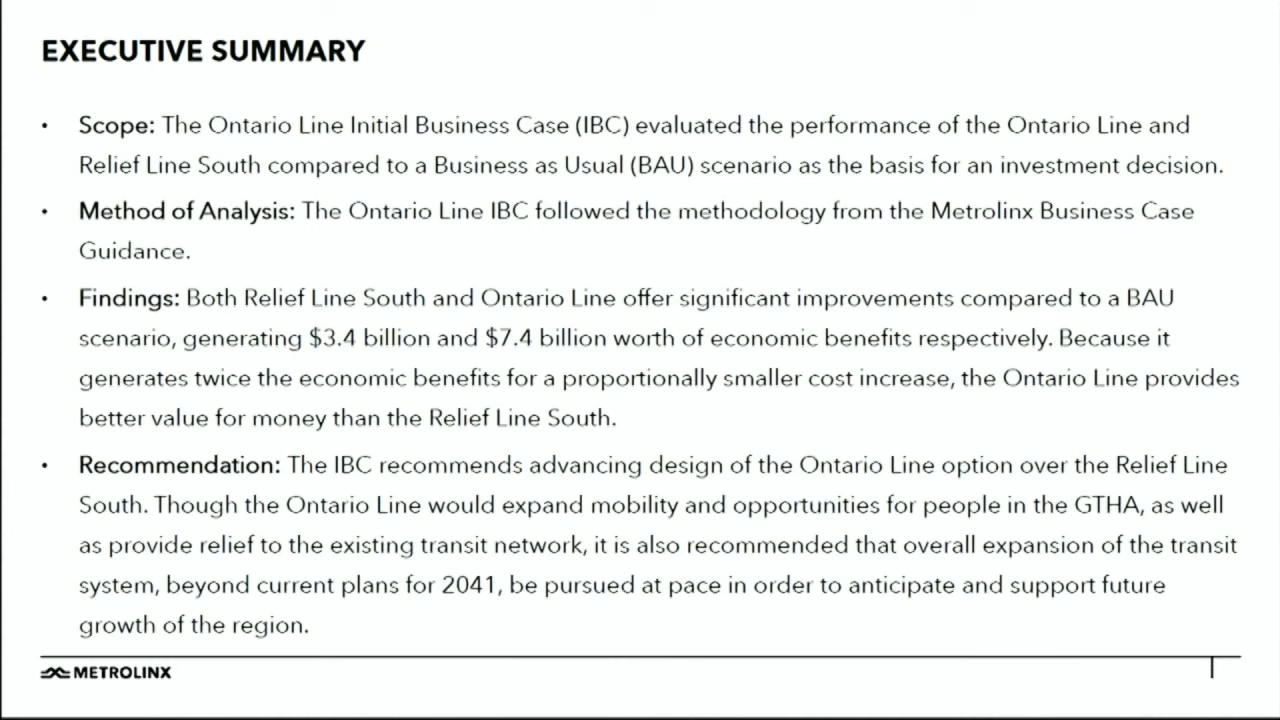 EXECUTIVE SUMMARY
• Scope: The Ontario Line Initial Business Case (IBC) evaluated the performance of the Ontario Line and
Relief Line South compared to a Business as Usual (BAU) scenario as the basis for an investment decision.
• Method of Analysis: The Ontario Line IBC followed the methodology from the Metrolinx Business Case
Guidance.
• Findings: Both Relief Line South and Ontario Line offer significant improvements compared to a BAU
scenario, generating $3.4 billion and $7.4 billion worth of economic benefits respectively. Because it
generates twice the economic benefits for a proportionally smaller cost increase, the Ontario Line provides
better value for money than the Relief Line South.
• Recommendation: The IBC recommends advancing design of the Ontario Line option over the Relief Line
South. Though the Ontario Line would expand mobility and opportunities for people in the GTHA, as well
as provide relief to the existing transit network, it is also recommended that overall expansion of the transit
system, beyond current plans for 2041, be pursued at pace in order to anticipate and support future
growth of the region.
METROLINX